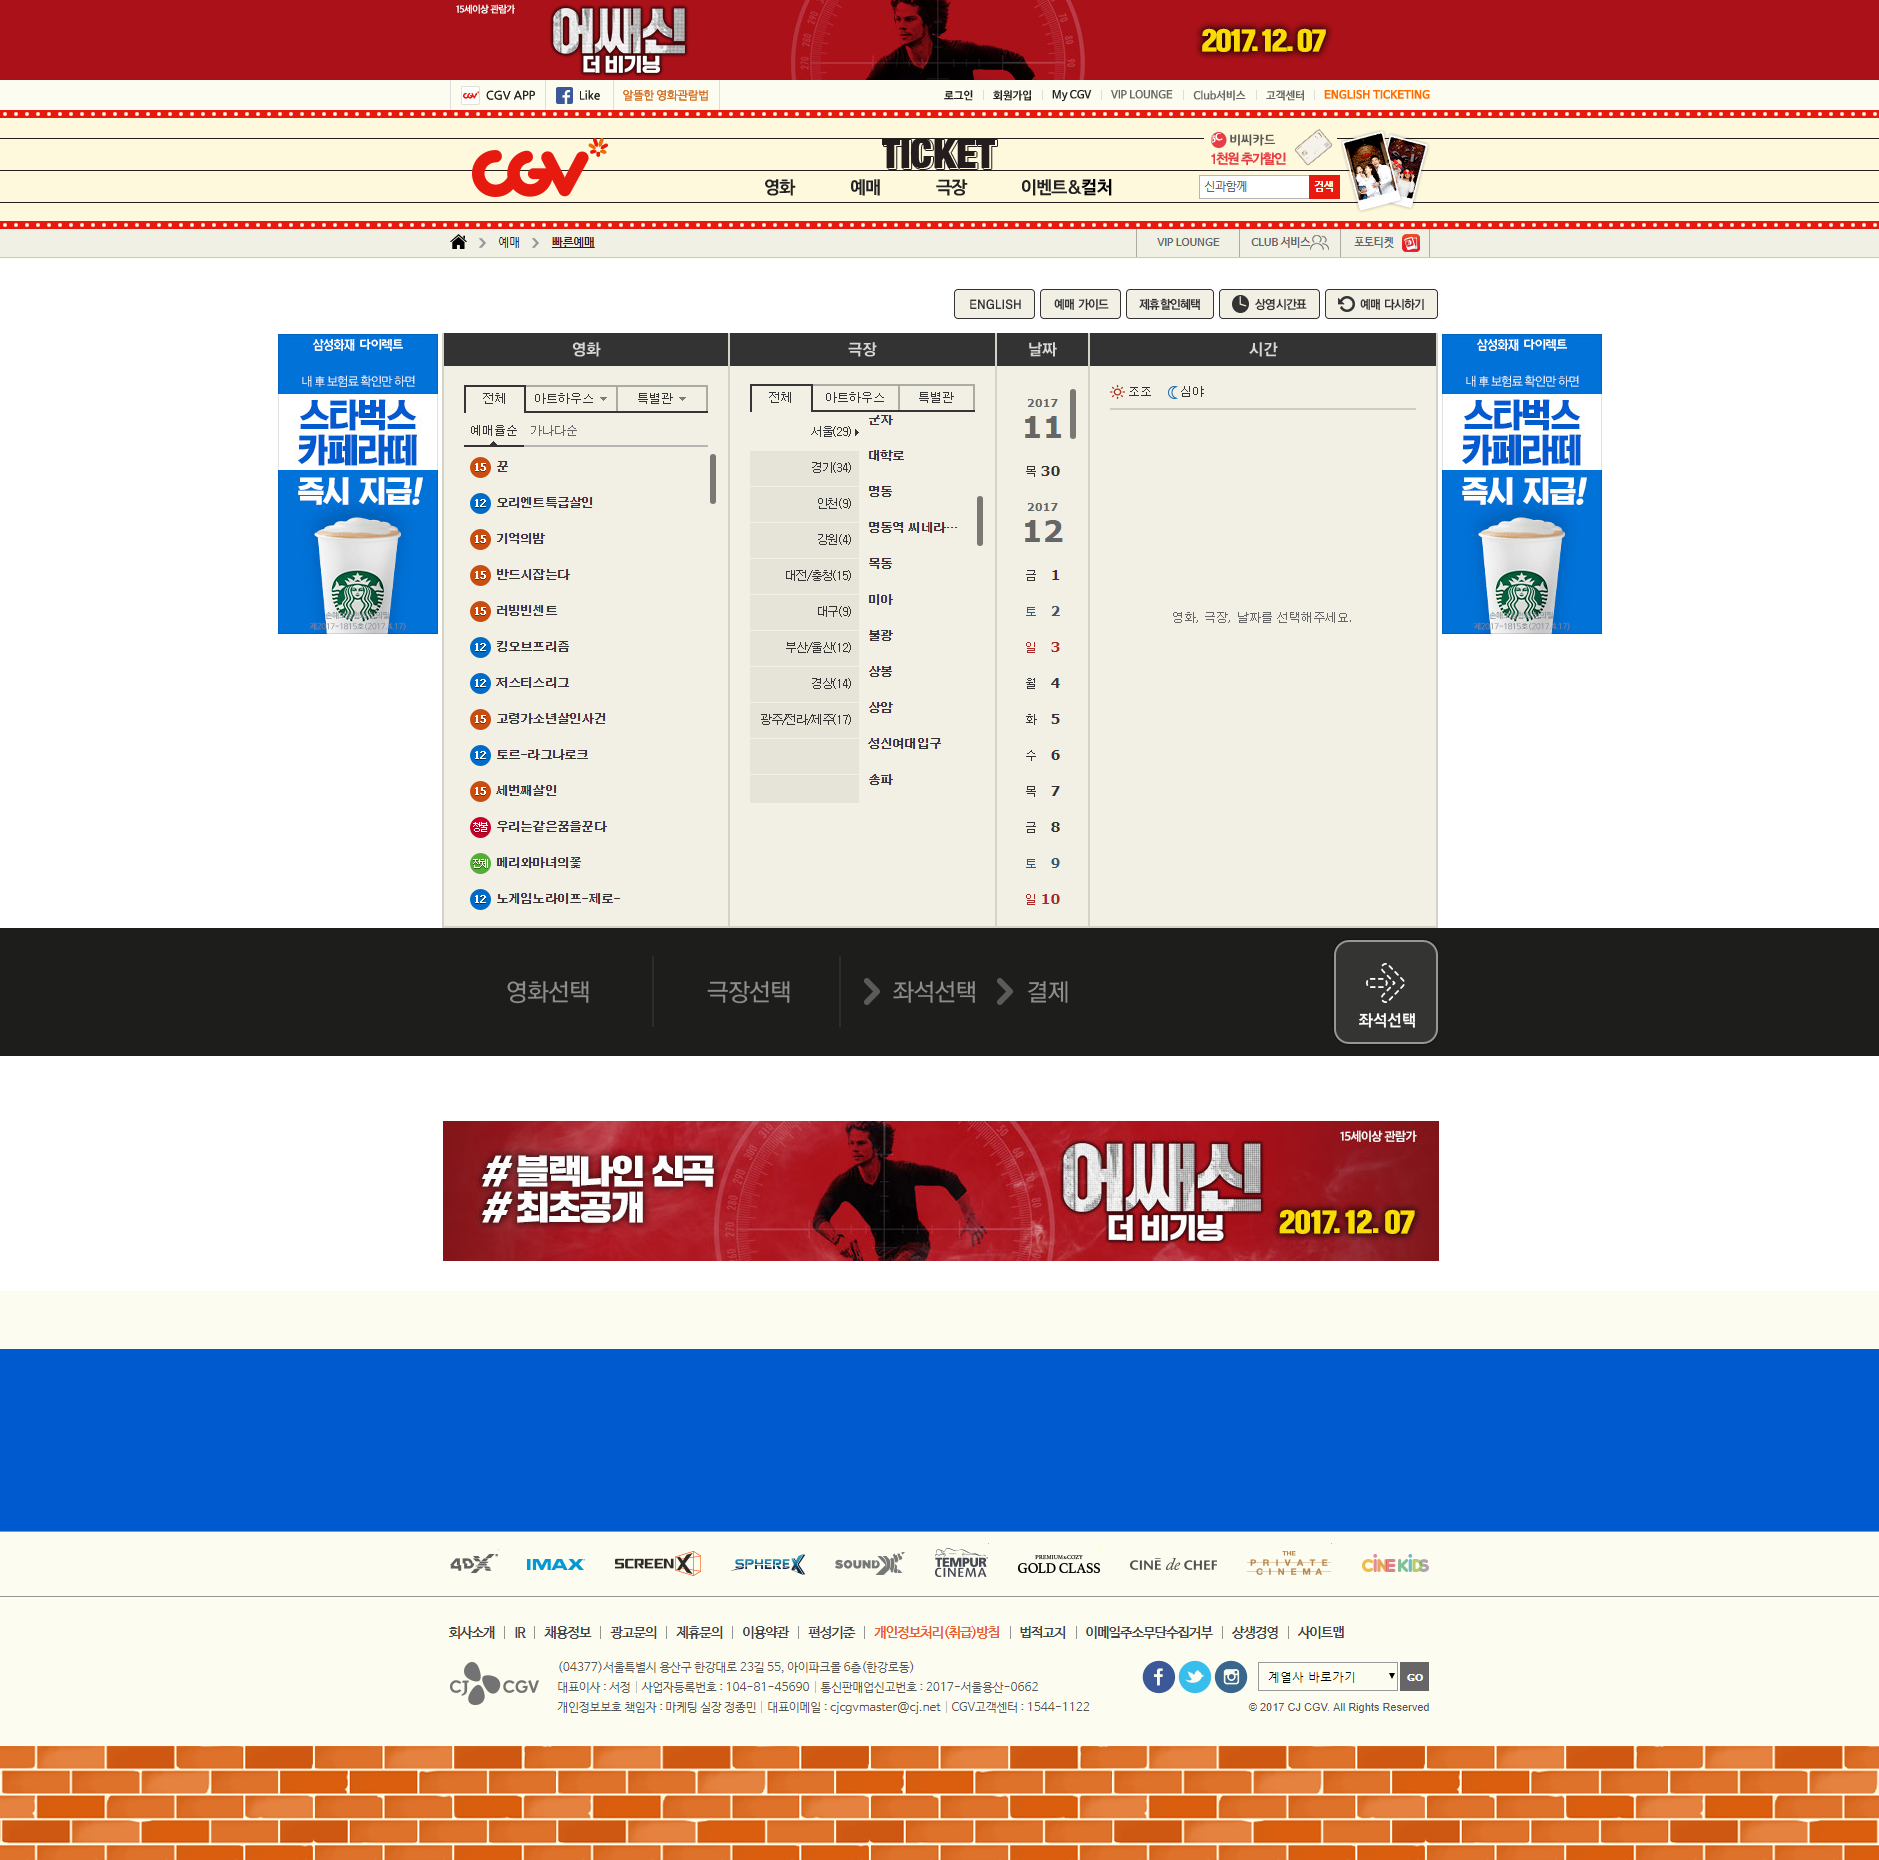 15세이상 관람가
어쌔신
더 비기닝
2017. 12. 07
CGV APP
Like
알뜰한 영화관람법
로그인
회원가입
My CGV
VIP LOUNGE
Club서비스
고객센터
ENGLISH TICKETING
CGV
TICKET
영화
예매
극장
이벤트&컬처
비씨카드
1천원 추가할인
신과함께
검색
예매
빠른예매
VIP LOUNGE
CLUB 서비스
포토티켓
ENGLISH
예매 가이드
제휴할인혜택
상영시간표
예매 다시하기
삼성화재 다이렉트
내 車 보험료 확인만 하면
스타벅스
카페라떼
즉시 지급!
제2017-1815호(2017.4.17)
영화
전체
아트하우스
특별관
예매율순
가나다순
15 꾼
12 오리엔트특급살인
15 기억의밤
15 반드시잡는다
15 러빙빈센트
12 킹오브프리즘
12 저스티스리그
15 고령가소년살인사건
12 토르-라그나로크
15 세번째살인
청불 우리는같은꿈을꾼다
전체 메리와마녀의꽃
12 노게임노라이프-제로-
극장
전체
아트하우스
특별관
서울(29)
경기(34)
인천(9)
강원(4)
대전/충청(15)
대구(9)
부산/울산(12)
경상(14)
광주/전라/제주(17)
군자
대학로
명동
명동역 씨네라…
목동
미아
불광
상봉
상암
성신여대입구
송파
날짜
2017
11
목 30
2017
12
금 1
토 2
일 3
월 4
화 5
수 6
목 7
금 8
토 9
일 10
시간
조조
심야
영화, 극장, 날짜를 선택해주세요.
삼성화재 다이렉트
내 車 보험료 확인만 하면
스타벅스
카페라떼
즉시 지급!
제2017-1815호(2017.4.17)
영화선택
극장선택
좌석선택
결제
좌석선택
#블랙나인 신곡
#최초공개
어쌔신
더 비기닝
15세이상 관람가
2017. 12. 07
4DX
IMAX
SCREENX
SPHEREX
SOUNDX
TEMPUR
CINEMA
PREMIUM&COZY
GOLD CLASS
CINÉ de CHEF
THE
PRIVATE
CINEMA
CINE KIDS
회사소개
IR
채용정보
광고문의
제휴문의
이용약관
편성기준
개인정보처리(취급)방침
법적고지
이메일주소무단수집거부
상생경영
사이트맵
CJ CGV
(04377)서울특별시 용산구 한강대로 23길 55, 아이파크몰 6층(한강로동)
대표이사 : 서정 | 사업자등록번호 : 104-81-45690 | 통신판매업신고번호 : 2017-서울용산-0662
개인정보보호 책임자 : 마케팅 실장 정종민 | 대표이메일 : cjcgvmaster@cj.net | CGV고객센터 : 1544-1122
계열사 바로가기
GO
© 2017 CJ CGV. All Rights Reserved